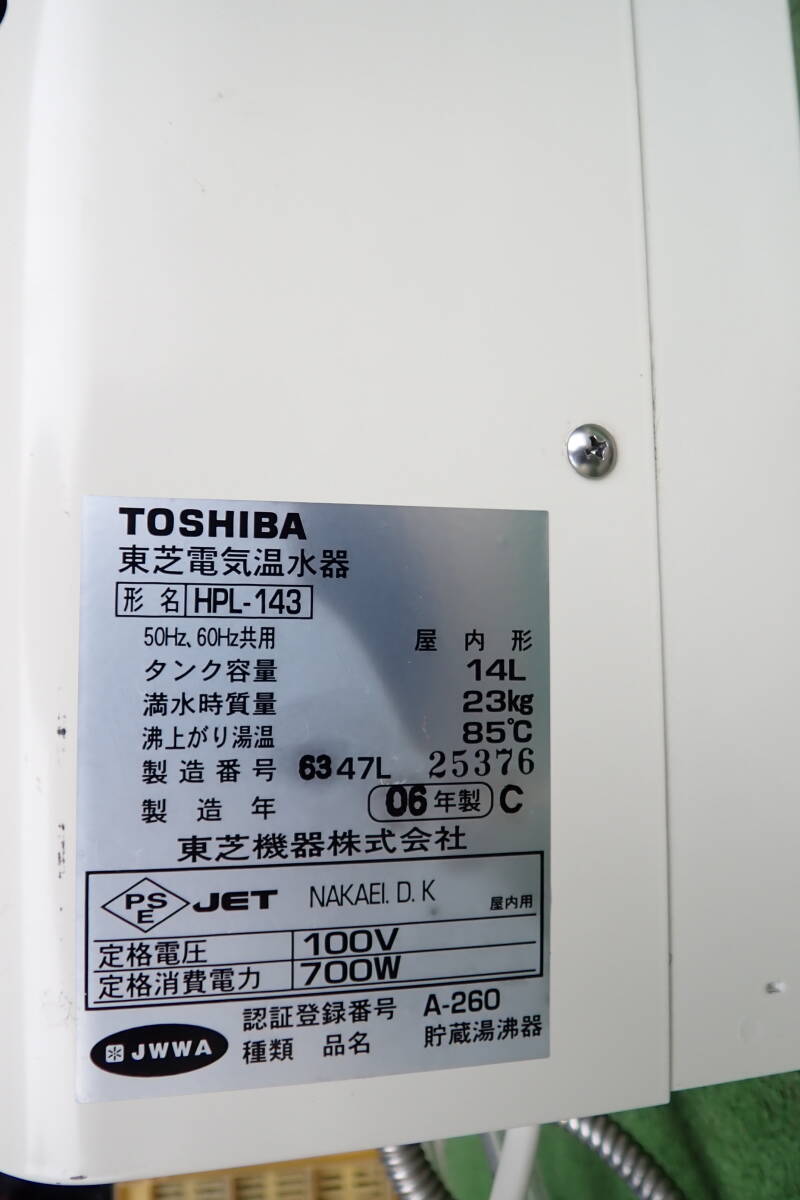 TOSHIBA
東芝電気温水器
形名 HPL-143
50Hz、60Hz共用 屋内形
タンク容量 14L
満水時質量 23kg
沸上がり湯温 85℃
製造番号 6347L 25376
製造年 06年製 C
東芝機器株式会社
PSE JET NAKAEI. D. K 屋内用
定格電圧 100V
定格消費電力 700W
認証登録番号 A-260
JWWA 種類 品名 貯蔵湯沸器